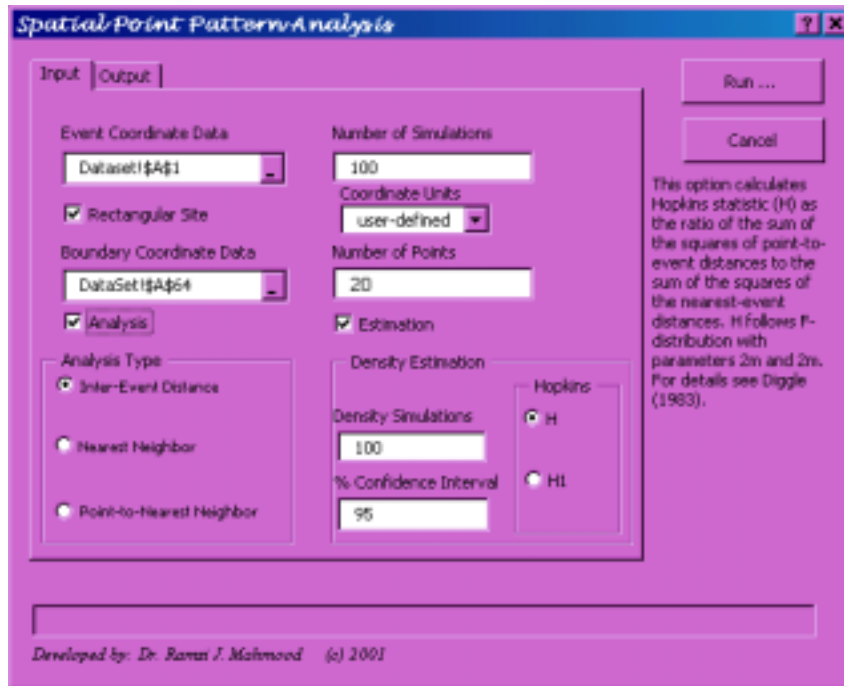 Spatial Point Pattern Analysis
Input
Output
Run ...
Cancel
Event Coordinate Data
Dataset!$A$1
Rectangular Site
Boundary Coordinate Data
DataSet!$A$64
Analysis
Number of Simulations
100
Coordinate Units
user-defined
Number of Points
20
Estimation
Analysis Type
Inter-Event Distance
Nearest Neighbor
Point-to-Nearest Neighbor
Density Estimation
Density Simulations
100
% Confidence Interval
95
Hopkins
H
H1
This option calculates
Hopkins statistic (H) as
the ratio of the sum of
the squares of point-to-
event distances to the
sum of the squares of
the nearest-event
distances. H follows F-
distribution with
parameters 2m and 2m.
For details see Diggle
(1983).
Developed by: Dr. Ramzi J. Mahmood (c) 2001